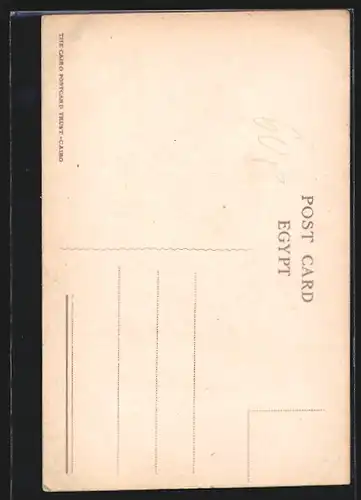 POST CARD
EGYPT
THE CAIRO POSTCARD TRUST.-CAIRO